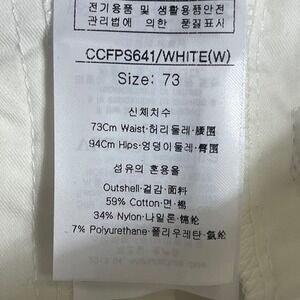 전기용품 및 생활용품안전
관리법에 의한 품질표시
CCFPS641/WHITE(W)
Size: 73
신체치수
73Cm Waist·허리둘레·腰围
94Cm Hips·엉덩이둘레·臀围
섬유의 혼용율
Outshell·겉감·面料
59% Cotton·면·棉
34% Nylon·나일론·锦纶
7% Polyurethane·폴리우레탄·氨纶